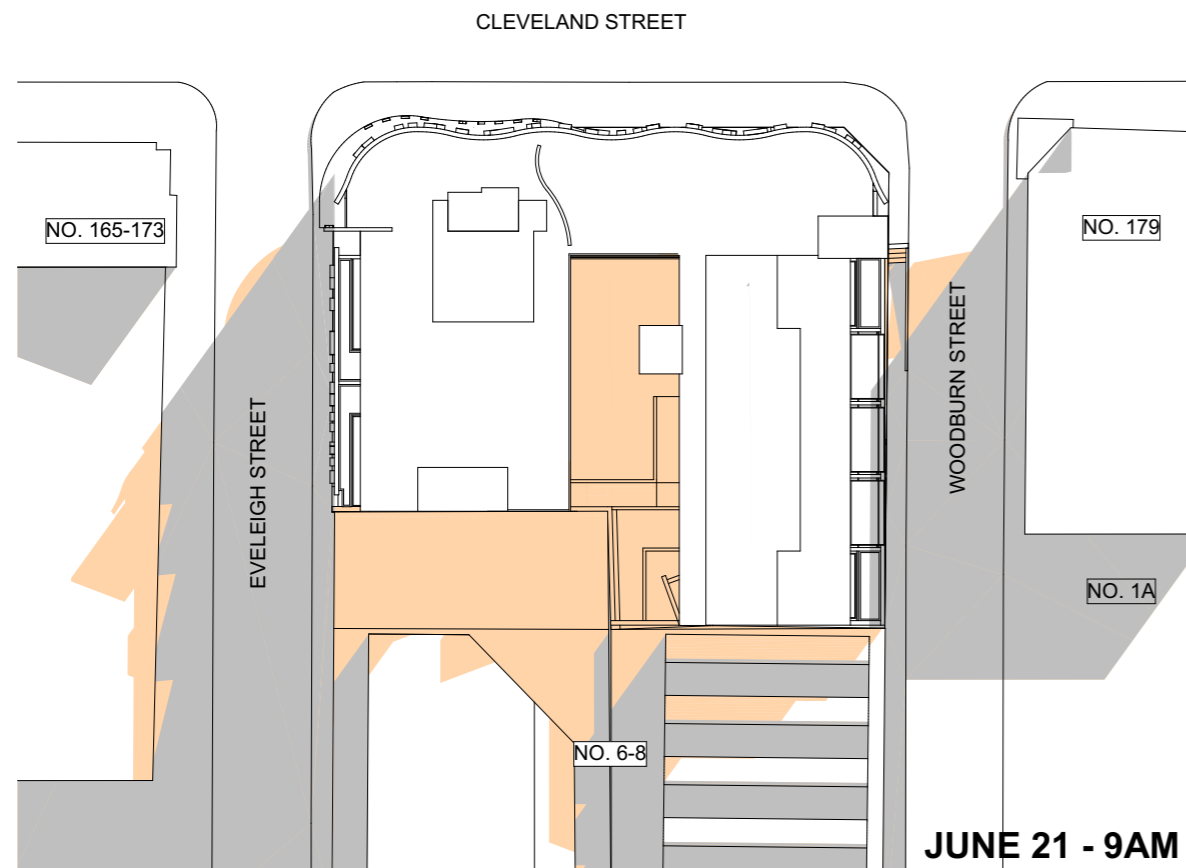 CLEVELAND STREET
NO. 165-173
NO. 179
EVELEIGH STREET
WOODBURN STREET
NO. 1A
NO. 6-8
JUNE 21 - 9AM